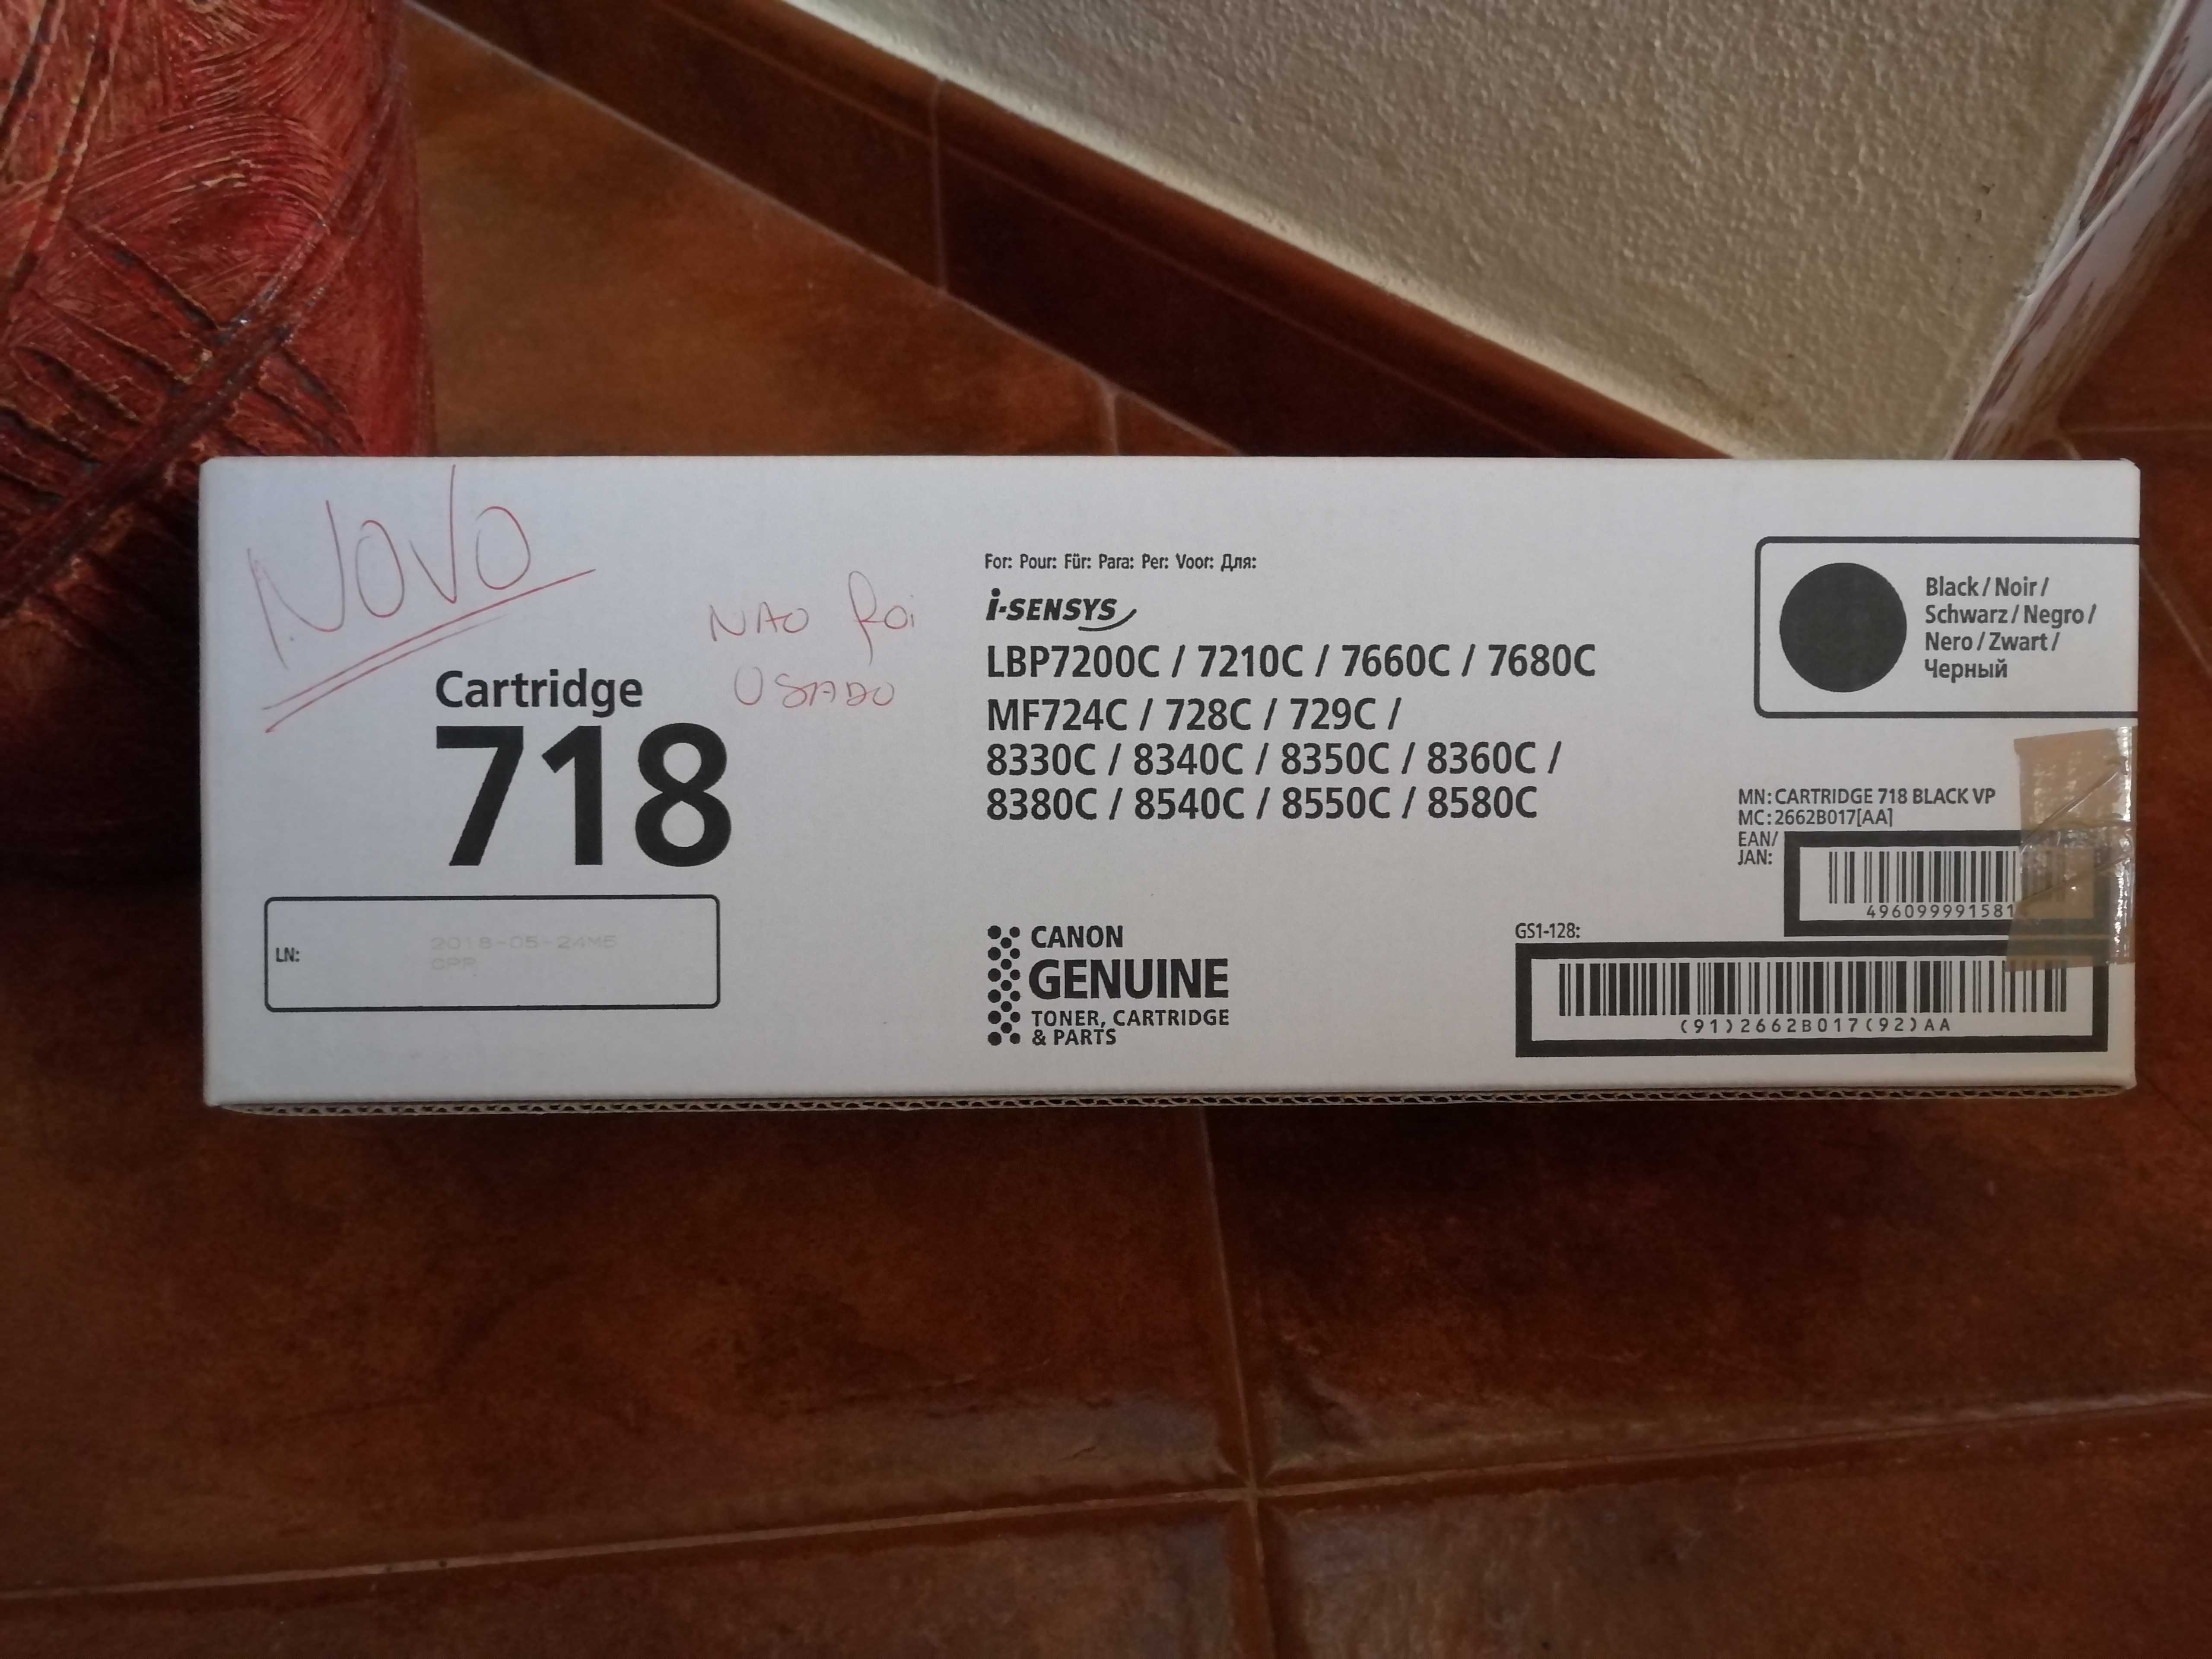 NOVO
NAO foi
USADO
Cartridge
718
LN:
2018-05-24M5
For: Pour: Für: Para: Per: Voor: Для:
i-SENSYS
LBP7200C / 7210C / 7660C / 7680C
MF724C / 728C / 729C /
8330C / 8340C / 8350C / 8360C /
8380C / 8540C / 8550C / 8580C
CANON
GENUINE
TONER, CARTRIDGE
& PARTS
Black / Noir /
Schwarz / Negro /
Nero / Zwart /
Черный
MN: CARTRIDGE 718 BLACK VP
MC: 2662B017[AA]
EAN/
JAN:
GS1-128:
(91)2662B017(92)AA